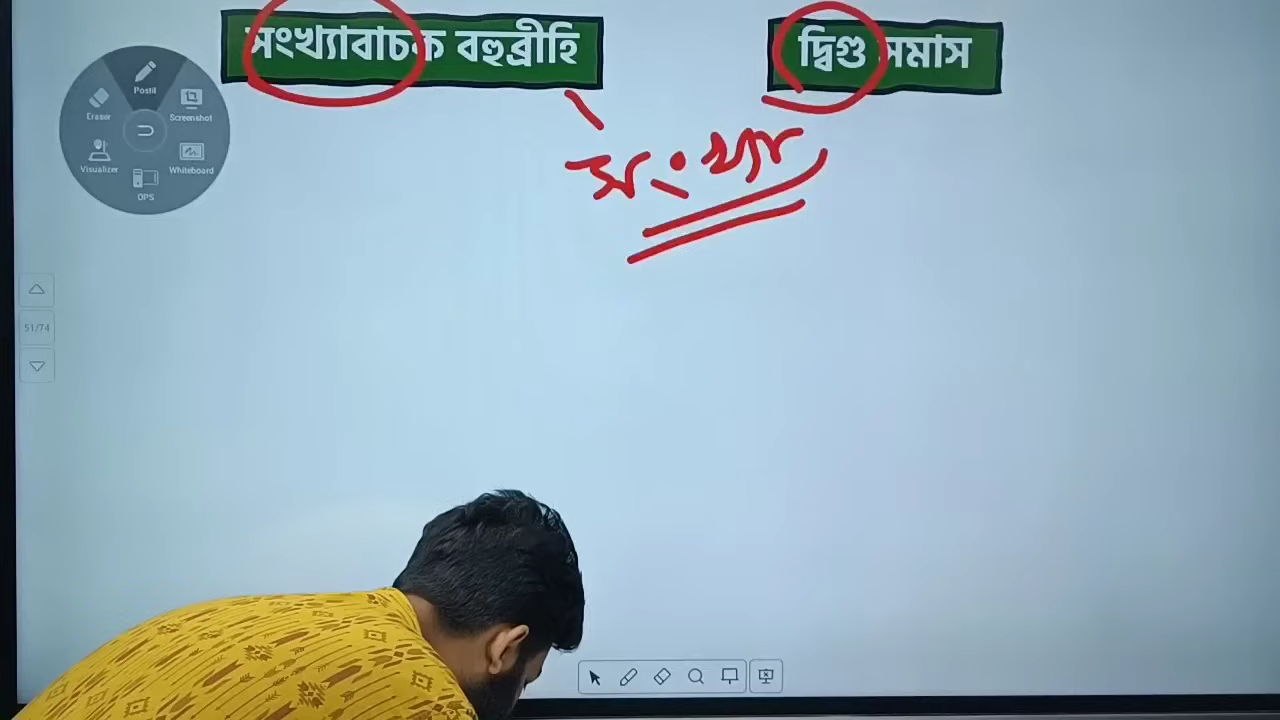 সংখ্যাবাচক বহুব্রীহি
দ্বিগু সমাস
সংখ্যা
Postil
Eraser
Screenshot
Visualizer
Whiteboard
OPS
51/74